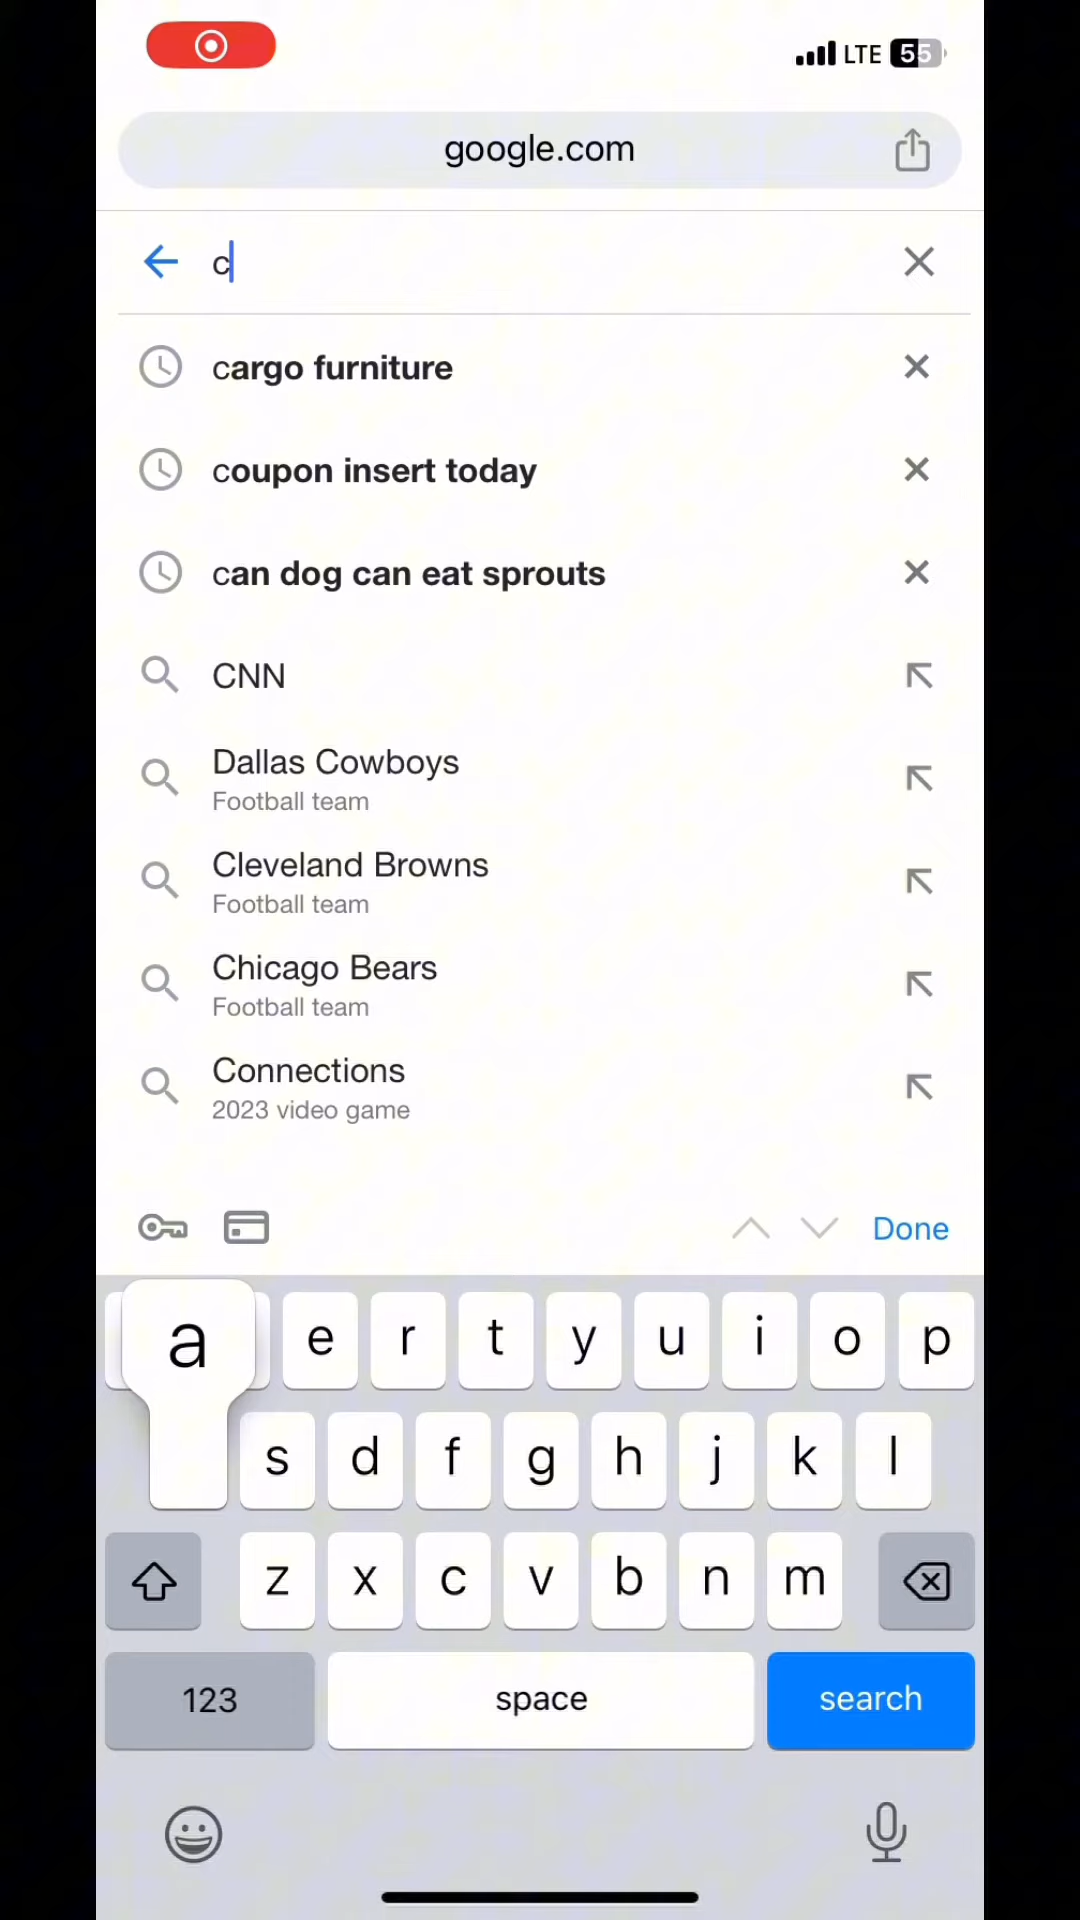 LTE 55
google.com
c
cargo furniture
coupon insert today
can dog can eat sprouts
CNN
Dallas Cowboys
Football team
Cleveland Browns
Football team
Chicago Bears
Football team
Connections
2023 video game
Done
a e r t y u i o p
s d f g h j k l
z x c v b n m
123 space search